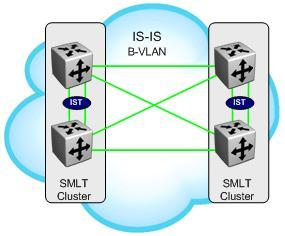 IS-IS
B-VLAN
IST
IST
SMLT
Cluster
SMLT
Cluster